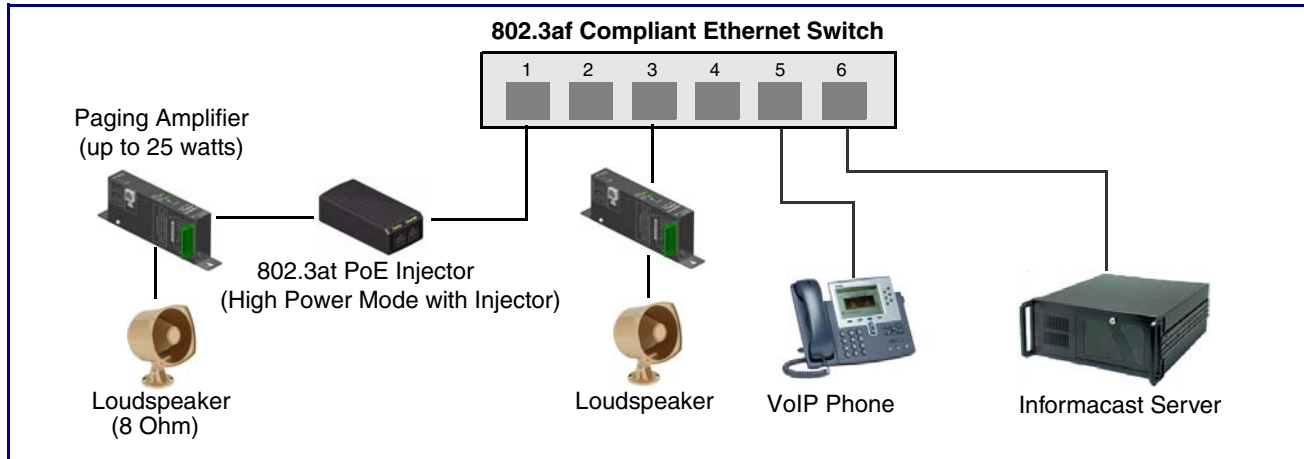 802.3af Compliant Ethernet Switch
1 2 3 4 5 6
Paging Amplifier
(up to 25 watts)
802.3at PoE Injector
(High Power Mode with Injector)
Loudspeaker
(8 Ohm)
Loudspeaker
VoIP Phone
Informacast Server